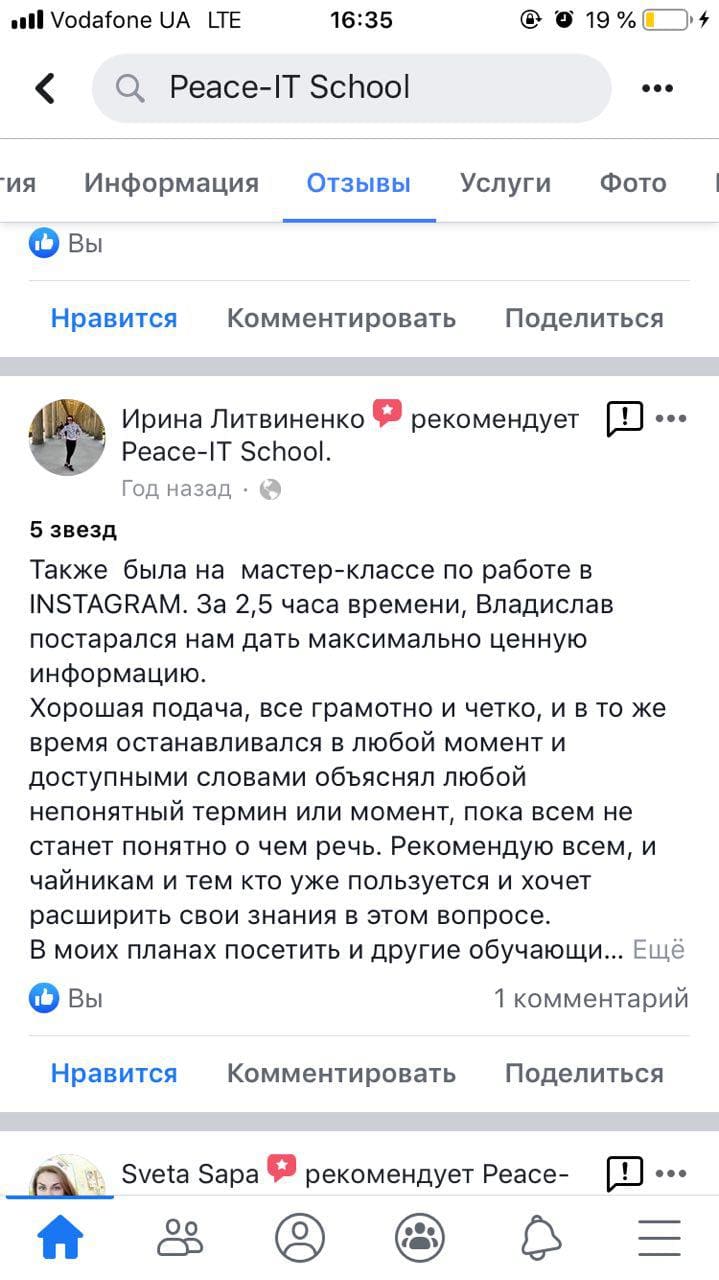 Vodafone UA LTE 16:35 19 %
Peace-IT School
гия Информация Отзывы Услуги Фото
Вы
Нравится Комментировать Поделиться
Ирина Литвиненко рекомендует
Peace-IT School.
Год назад ·
5 звезд
Также была на мастер-классе по работе в
INSTAGRAM. За 2,5 часа времени, Владислав
постарался нам дать максимально ценную
информацию.
Хорошая подача, все грамотно и четко, и в то же
время останавливался в любой момент и
доступными словами объяснял любой
непонятный термин или момент, пока всем не
станет понятно о чем речь. Рекомендую всем, и
чайникам и тем кто уже пользуется и хочет
расширить свои знания в этом вопросе.
В моих планах посетить и другие обучающи... Ещё
Вы 1 комментарий
Нравится Комментировать Поделиться
Sveta Sapa рекомендует Peace-